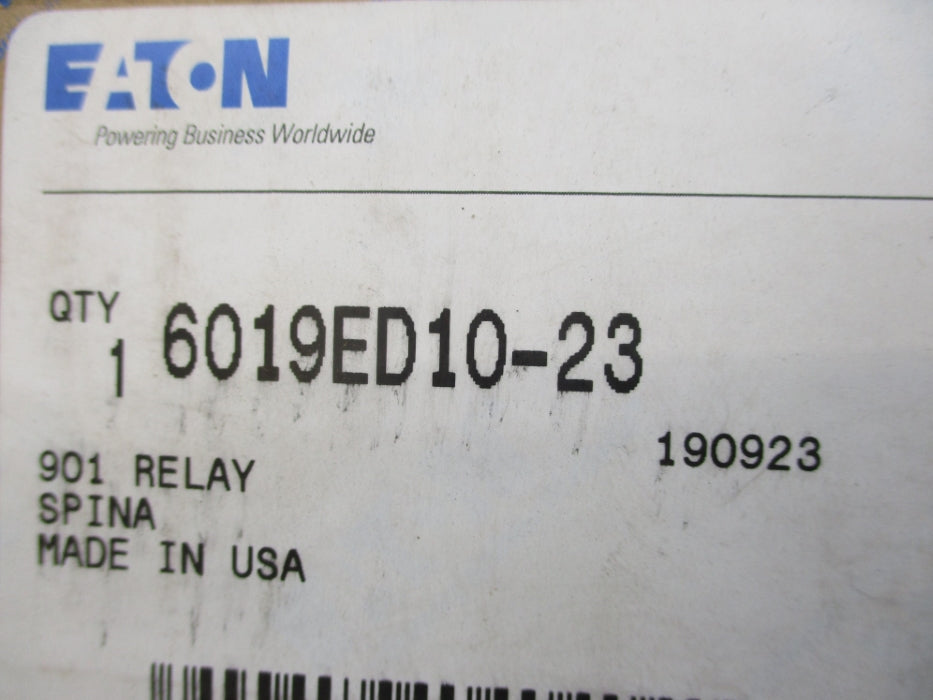 EATON
Powering Business Worldwide
QTY
1 6019ED10-23
190923
901 RELAY
SPINA
MADE IN USA